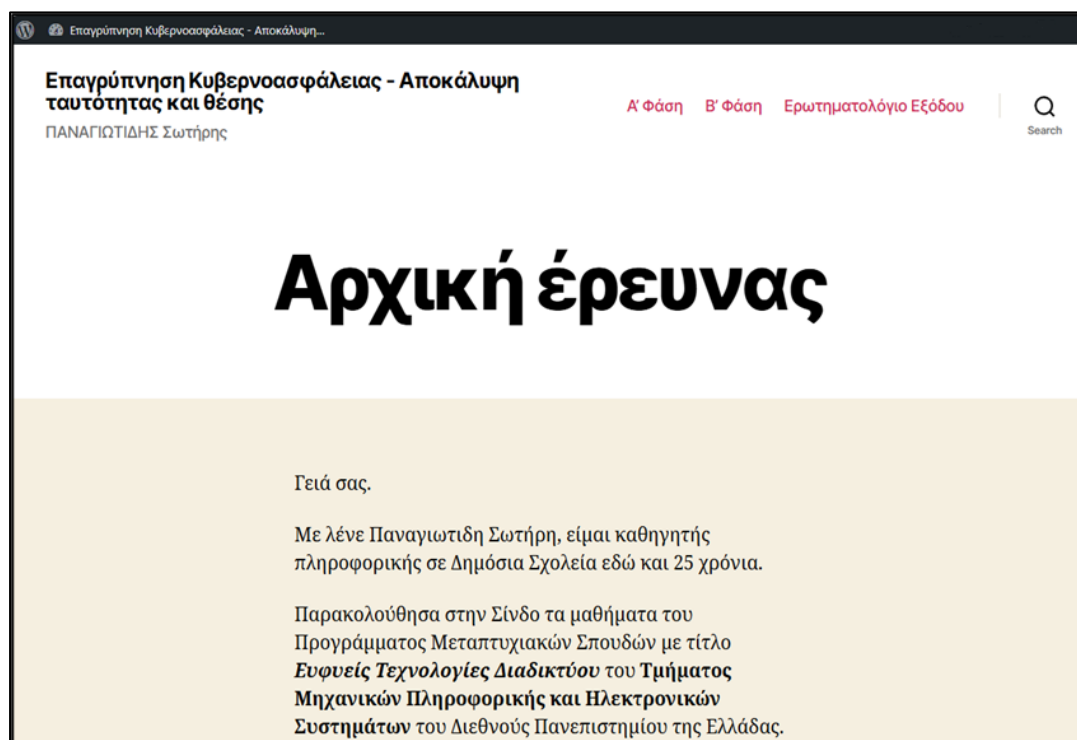 Επαγρύπνηση Κυβερνοασφάλειας - Αποκάλυψη...
Επαγρύπνηση Κυβερνοασφάλειας - Αποκάλυψη
ταυτότητας και θέσης
ΠΑΝΑΓΙΩΤΙΔΗΣ Σωτήρης
Α' Φάση Β' Φάση Ερωτηματολόγιο Εξόδου
Search
Αρχική έρευνας
Γειά σας.
Με λένε Παναγιωτιδη Σωτήρη, είμαι καθηγητής
πληροφορικής σε Δημόσια Σχολεία εδώ και 25 χρόνια.
Παρακολούθησα στην Σίνδο τα μαθήματα του
Προγράμματος Μεταπτυχιακών Σπουδών με τίτλο
Ευφυείς Τεχνολογίες Διαδικτύου του Τμήματος
Μηχανικών Πληροφορικής και Ηλεκτρονικών
Συστημάτων του Διεθνούς Πανεπιστημίου της Ελλάδας.